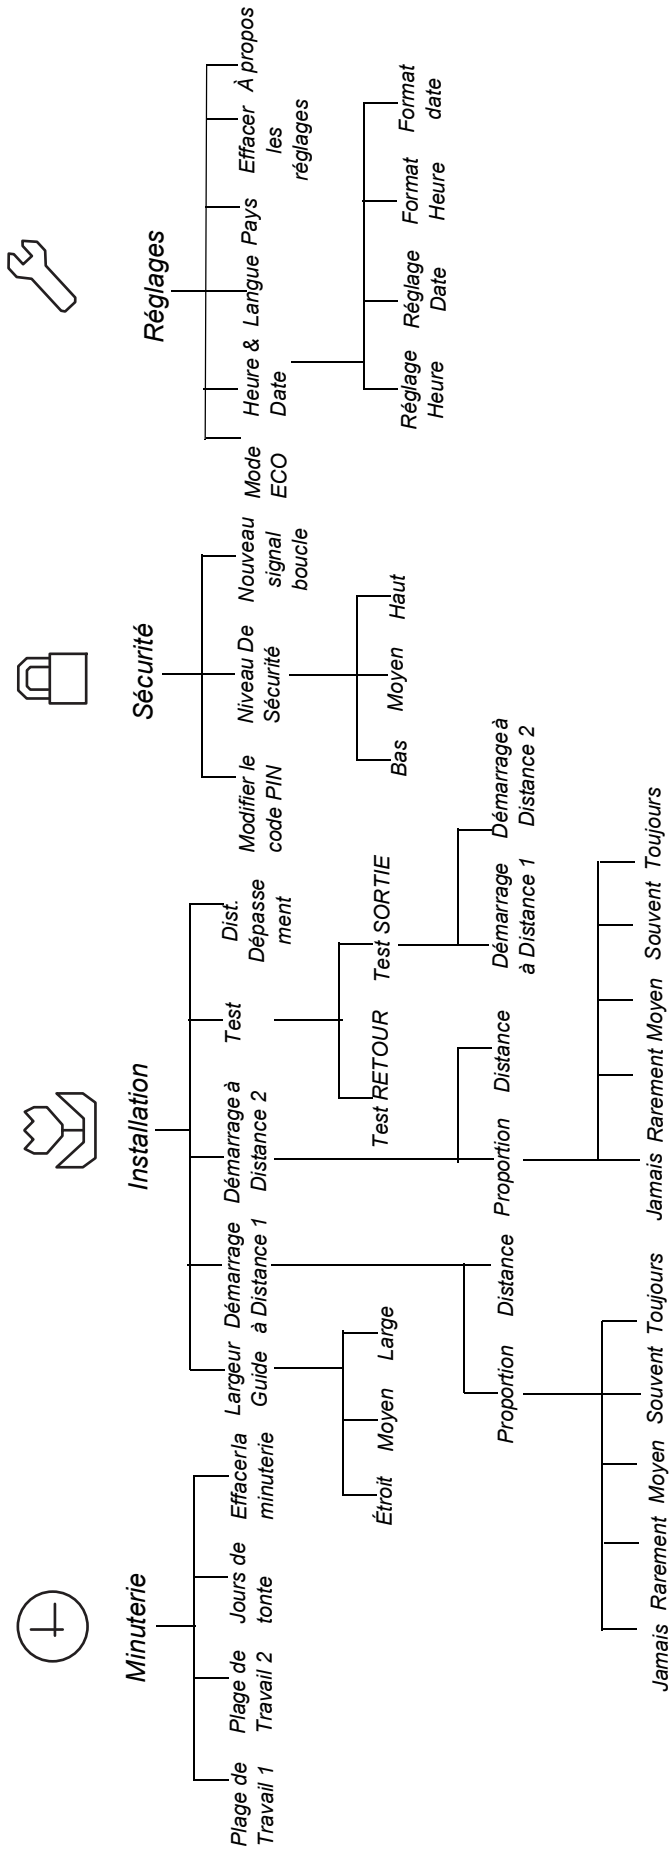 Minuterie
Plage de
Travail 1
Plage de
Travail 2
Jours de
tonte
Effacer la
minuterie
Installation
Largeur
Guide
Étroit
Moyen
Large
Démarrage
à Distance 1
Proportion
Jamais
Rarement
Moyen
Souvent
Toujours
Distance
Démarrage à
Distance 2
Proportion
Jamais
Rarement
Moyen
Souvent
Toujours
Distance
Test
Test RETOUR
Test SORTIE
Démarrage
à Distance 1
Démarrage à
Distance 2
Dist.
Dépasse
ment
Sécurité
Modifier le
code PIN
Niveau De
Sécurité
Bas
Moyen
Haut
Nouveau
signal
boucle
Réglages
Mode
ECO
Heure &
Date
Réglage
Heure
Réglage
Date
Format
Heure
Format
date
Langue
Pays
Effacer
les
réglages
À propos